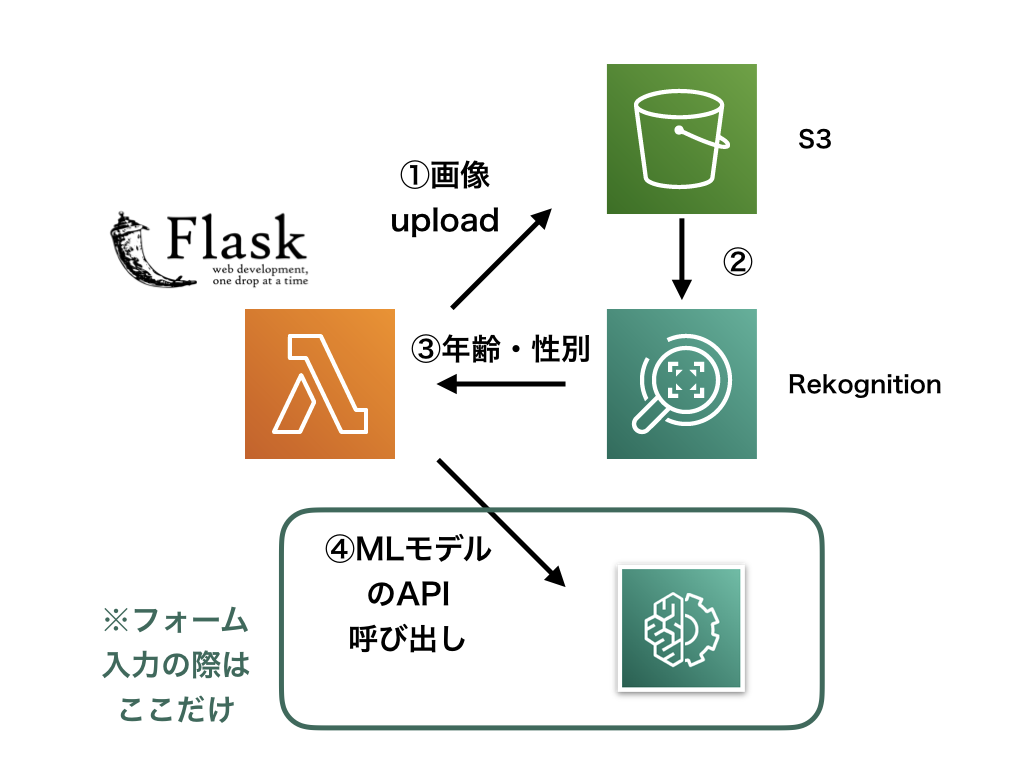 S3
①画像
upload
Flask
web development,
one drop at a time
②
③年齢・性別
Rekognition
④MLモデル
のAPI
呼び出し
※フォーム
入力の際は
ここだけ